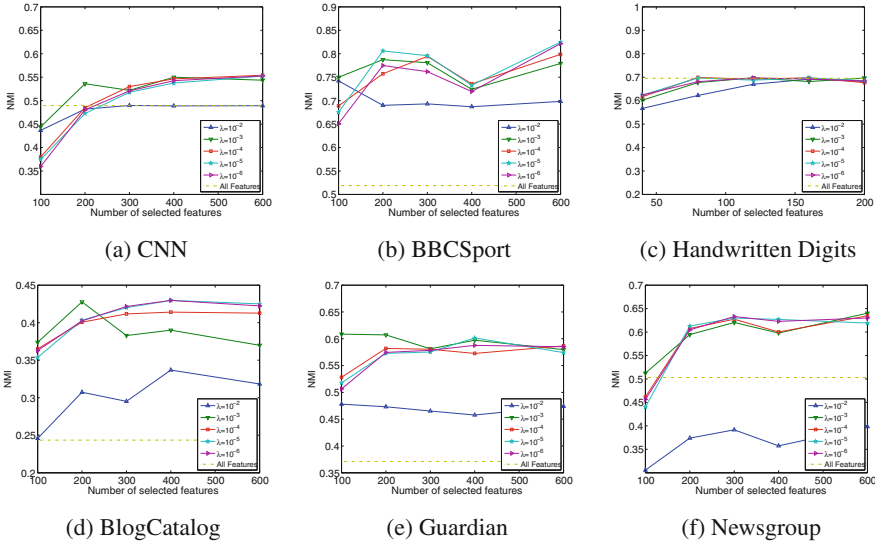 0.7
0.65
0.6
0.55
0.5
0.45
0.4
0.35
NMI
100 200 300 400 500 600
Number of selected features
λ=10⁻²
λ=10⁻³
λ=10⁻⁴
λ=10⁻⁵
λ=10⁻⁶
All Features
(a) CNN
0.95
0.9
0.85
0.8
0.75
0.7
0.65
0.6
0.55
0.5
NMI
100 200 300 400 500 600
Number of selected features
λ=10⁻²
λ=10⁻³
λ=10⁻⁴
λ=10⁻⁵
λ=10⁻⁶
All Features
(b) BBCSport
1
0.9
0.8
0.7
0.6
0.5
0.4
0.3
0.2
NMI
50 100 150 200
Number of selected features
λ=10⁻²
λ=10⁻³
λ=10⁻⁴
λ=10⁻⁵
λ=10⁻⁶
All Features
(c) Handwritten Digits
0.45
0.4
0.35
0.3
0.25
0.2
NMI
100 200 300 400 500 600
Number of selected features
λ=10⁻²
λ=10⁻³
λ=10⁻⁴
λ=10⁻⁵
λ=10⁻⁶
All Features
(d) BlogCatalog
0.7
0.65
0.6
0.55
0.5
0.45
0.4
0.35
NMI
100 200 300 400 500 600
Number of selected features
λ=10⁻²
λ=10⁻³
λ=10⁻⁴
λ=10⁻⁵
λ=10⁻⁶
All Features
(e) Guardian
0.7
0.65
0.6
0.55
0.5
0.45
0.4
0.35
NMI
100 200 300 400 500 600
Number of selected features
λ=10⁻²
λ=10⁻³
λ=10⁻⁴
λ=10⁻⁵
λ=10⁻⁶
All Features
(f) Newsgroup